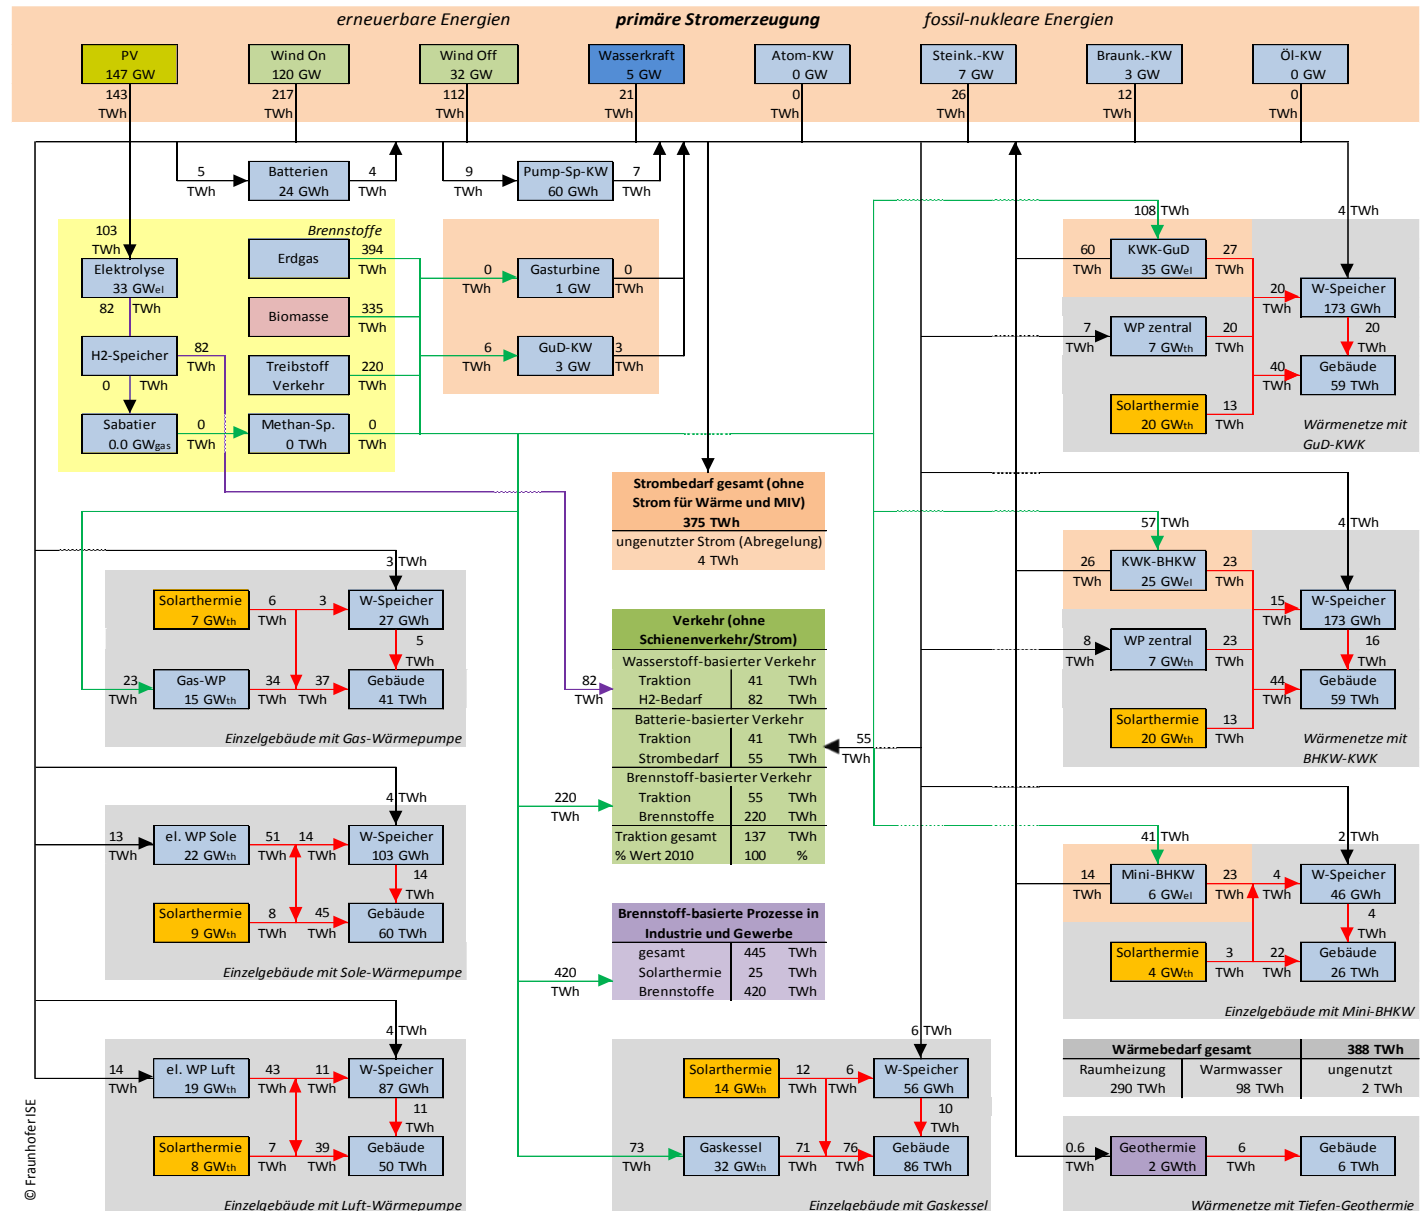 erneuerbare Energien primäre Stromerzeugung fossil-nukleare Energien
PV Wind On Wind Off Wasserkraft Atom-KW Steink.-KW Braunk.-KW Öl-KW
147 GW 120 GW 32 GW 5 GW 0 GW 7 GW 3 GW 0 GW
143 217 112 21 0 26 12 0
TWh TWh TWh TWh TWh TWh TWh TWh
5 TWh
Batterien
24 GWh
4 TWh
9 TWh
Pump-Sp-KW
60 GWh
7 TWh
Brennstoffe
103
TWh
Elektrolyse
33 GWel
82
H2-Speicher
82
TWh
0 TWh
Sabatier
0.0 GWgas
0
TWh
Erdgas
394
TWh
Biomasse
335
TWh
Treibstoff
Verkehr
220
TWh
Methan-Sp.
0 TWh
0
TWh
0
TWh
Gasturbine
1 GW
0
TWh
6
TWh
GuD-KW
3 GW
3
TWh
108 TWh
4 TWh
60
TWh
KWK-GuD
35 GWel
27
TWh
20
TWh
W-Speicher
173 GWh
7
TWh
WP zentral
7 GWth
20
TWh
20
TWh
40
TWh
Gebäude
59 TWh
Solarthermie
20 GWth
13
TWh
Wärmenetze mit
GuD-KWK
Strombedarf gesamt (ohne
Strom für Wärme und MIV)
375 TWh
ungenutzter Strom (Abregelung)
4 TWh
57 TWh
4 TWh
26
TWh
KWK-BHKW
25 GWel
23
TWh
15
TWh
W-Speicher
173 GWh
8
TWh
WP zentral
7 GWth
23
TWh
16
TWh
44
TWh
Gebäude
59 TWh
Solarthermie
20 GWth
13
TWh
Wärmenetze mit
BHKW-KWK
3 TWh
Solarthermie
7 GWth
6
TWh
3
W-Speicher
27 GWh
5
TWh
23
TWh
Gas-WP
15 GWth
34
TWh
37
TWh
Gebäude
41 TWh
Einzelgebäude mit Gas-Wärmepumpe
82
TWh
Verkehr (ohne
Schienenverkehr/Strom)
Wasserstoff-basierter Verkehr
Traktion 41 TWh
H2-Bedarf 82 TWh
Batterie-basierter Verkehr
Traktion 41 TWh
Strombedarf 55 TWh
Brennstoff-basierter Verkehr
Traktion 55 TWh
Brennstoffe 220 TWh
Traktion gesamt 137 TWh
% Wert 2010 100 %
55
TWh
220
TWh
4 TWh
13
TWh
el. WP Sole
22 GWth
51
TWh
14
TWh
W-Speicher
103 GWh
14
TWh
Solarthermie
9 GWth
8
TWh
45
TWh
Gebäude
60 TWh
Einzelgebäude mit Sole-Wärmepumpe
Brennstoff-basierte Prozesse in
Industrie und Gewerbe
gesamt 445 TWh
Solarthermie 25 TWh
Brennstoffe 420 TWh
420
TWh
41 TWh
2 TWh
14
TWh
Mini-BHKW
6 GWel
23
TWh
4
TWh
W-Speicher
46 GWh
4
TWh
Solarthermie
4 GWth
3
TWh
22
TWh
Gebäude
26 TWh
Einzelgebäude mit Mini-BHKW
4 TWh
14
TWh
el. WP Luft
19 GWth
43
TWh
11
TWh
W-Speicher
87 GWh
11
TWh
Solarthermie
8 GWth
7
TWh
39
TWh
Gebäude
50 TWh
Einzelgebäude mit Luft-Wärmepumpe
6 TWh
Solarthermie
14 GWth
12
TWh
6
TWh
W-Speicher
56 GWh
10
TWh
73
TWh
Gaskessel
32 GWth
71
TWh
76
TWh
Gebäude
86 TWh
Einzelgebäude mit Gaskessel
Wärmebedarf gesamt 388 TWh
Raumheizung Warmwasser ungenutzt
290 TWh 98 TWh 2 TWh
0.6
TWh
Geothermie
2 GWth
6
TWh
Gebäude
6 TWh
Wärmenetze mit Tiefen-Geothermie
© Fraunhofer ISE